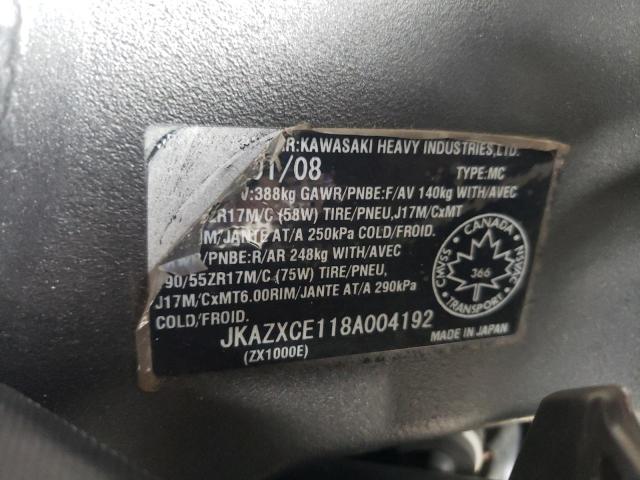 R:KAWASAKI HEAVY INDUSTRIES,LTD.
01/08 TYPE:MC
V:388kg GAWR/PNBE:F/AV 140kg WITH/AVEC
ZR17M/C (58W) TIRE/PNEU,J17M/CxMT
IM/JANTE AT/A 250kPa COLD/FROID.
WR/PNBE:R/AR 248kg WITH/AVEC
90/55ZR17M/C (75W) TIRE/PNEU,
J17M/CxMT6.00RIM/JANTE AT/A 290kPa
COLD/FROID.
JKAZXCE118A004192
(ZX1000E)
MADE IN JAPAN
CANADA
CMVSS
NSVAC
366
TRANSPORT